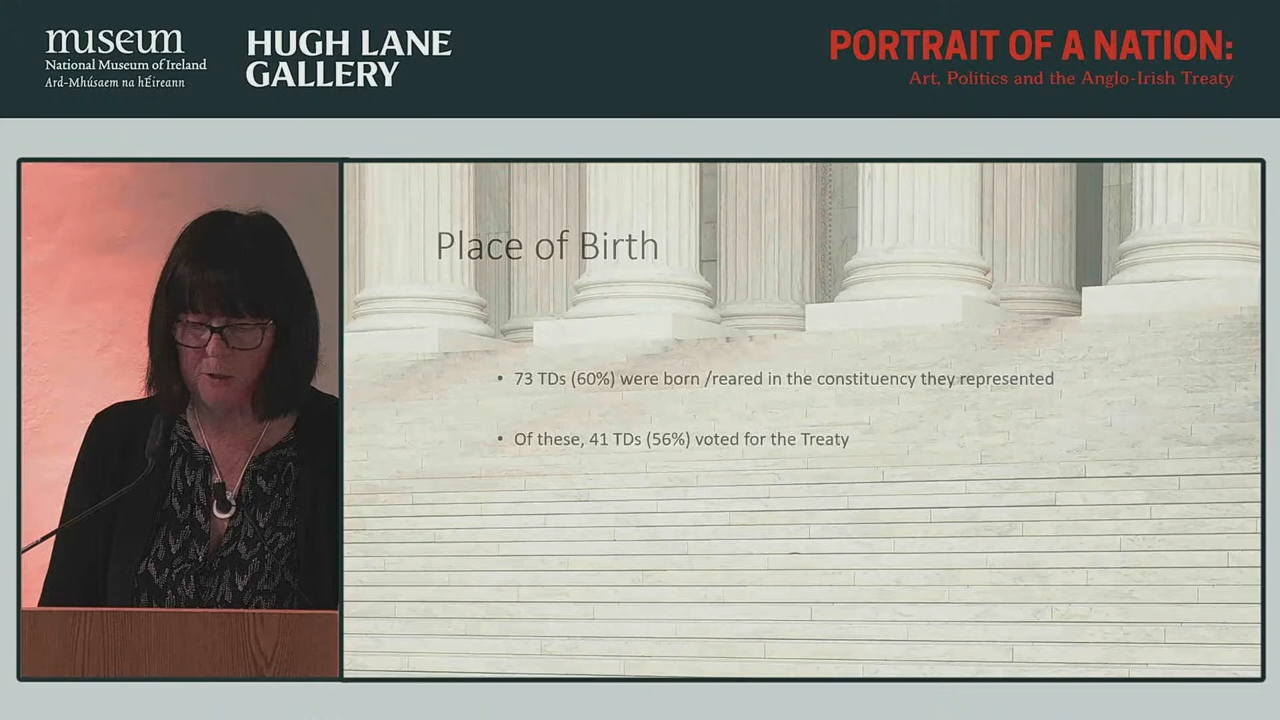 museum
National Museum of Ireland
Ard-Mhúsaem na hÉireann
HUGH LANE
GALLERY
PORTRAIT OF A NATION:
Art, Politics and the Anglo-Irish Treaty
Place of Birth
• 73 TDs (60%) were born /reared in the constituency they represented
• Of these, 41 TDs (56%) voted for the Treaty